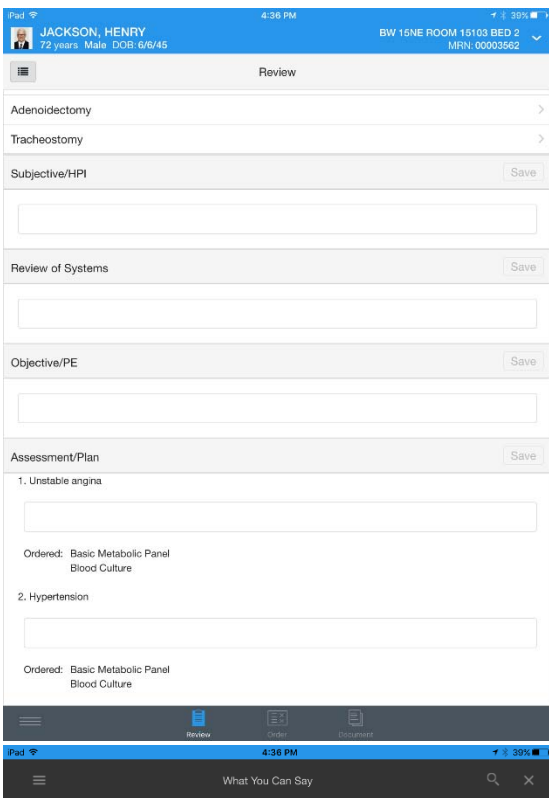 iPad 4:36 PM 39%
JACKSON, HENRY BW 15NE ROOM 15103 BED 2
72 years Male DOB:6/6/45 MRN: 00003562
Review
Adenoidectomy
Tracheostomy
Subjective/HPI Save
Review of Systems Save
Objective/PE Save
Assessment/Plan Save
1. Unstable angina
Ordered: Basic Metabolic Panel
Blood Culture
2. Hypertension
Ordered: Basic Metabolic Panel
Blood Culture
Review Order Document
iPad 4:36 PM 39%
What You Can Say